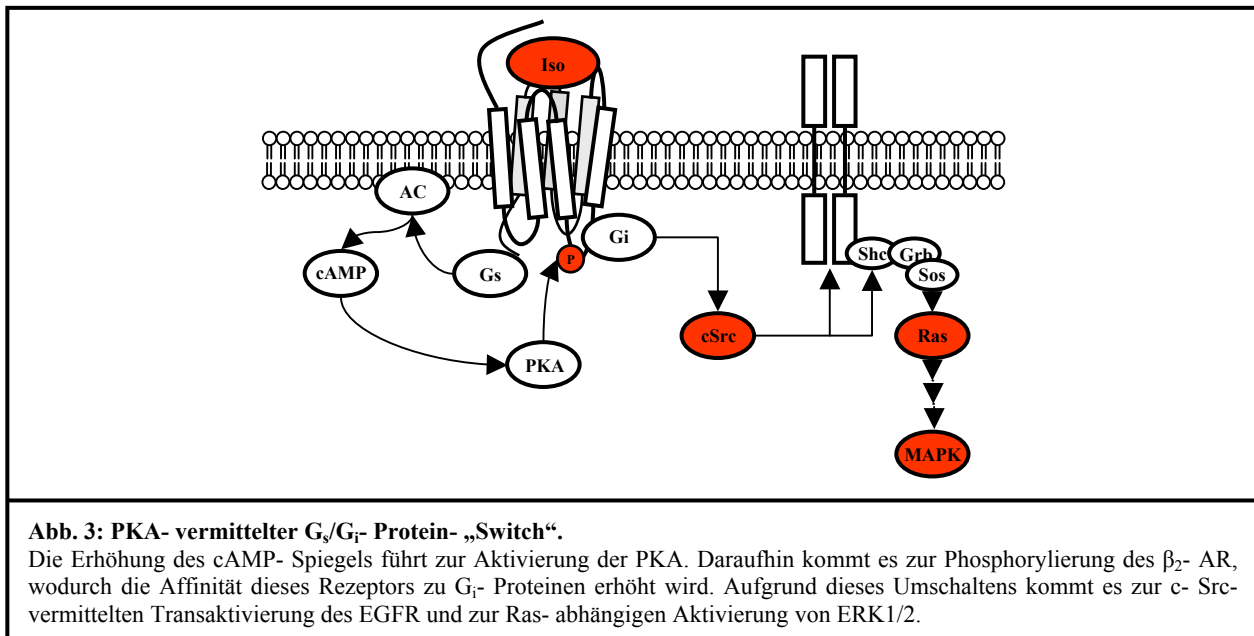 Iso
AC
Gi
cAMP
Gs
P
Shc
Grb
Sos
cSrc
Ras
PKA
MAPK
Abb. 3: PKA- vermittelter Gs/Gi- Protein- „Switch“.
Die Erhöhung des cAMP- Spiegels führt zur Aktivierung der PKA. Daraufhin kommt es zur Phosphorylierung des β2- AR,
wodurch die Affinität dieses Rezeptors zu Gi- Proteinen erhöht wird. Aufgrund dieses Umschaltens kommt es zur c- Src-
vermittelten Transaktivierung des EGFR und zur Ras- abhängigen Aktivierung von ERK1/2.